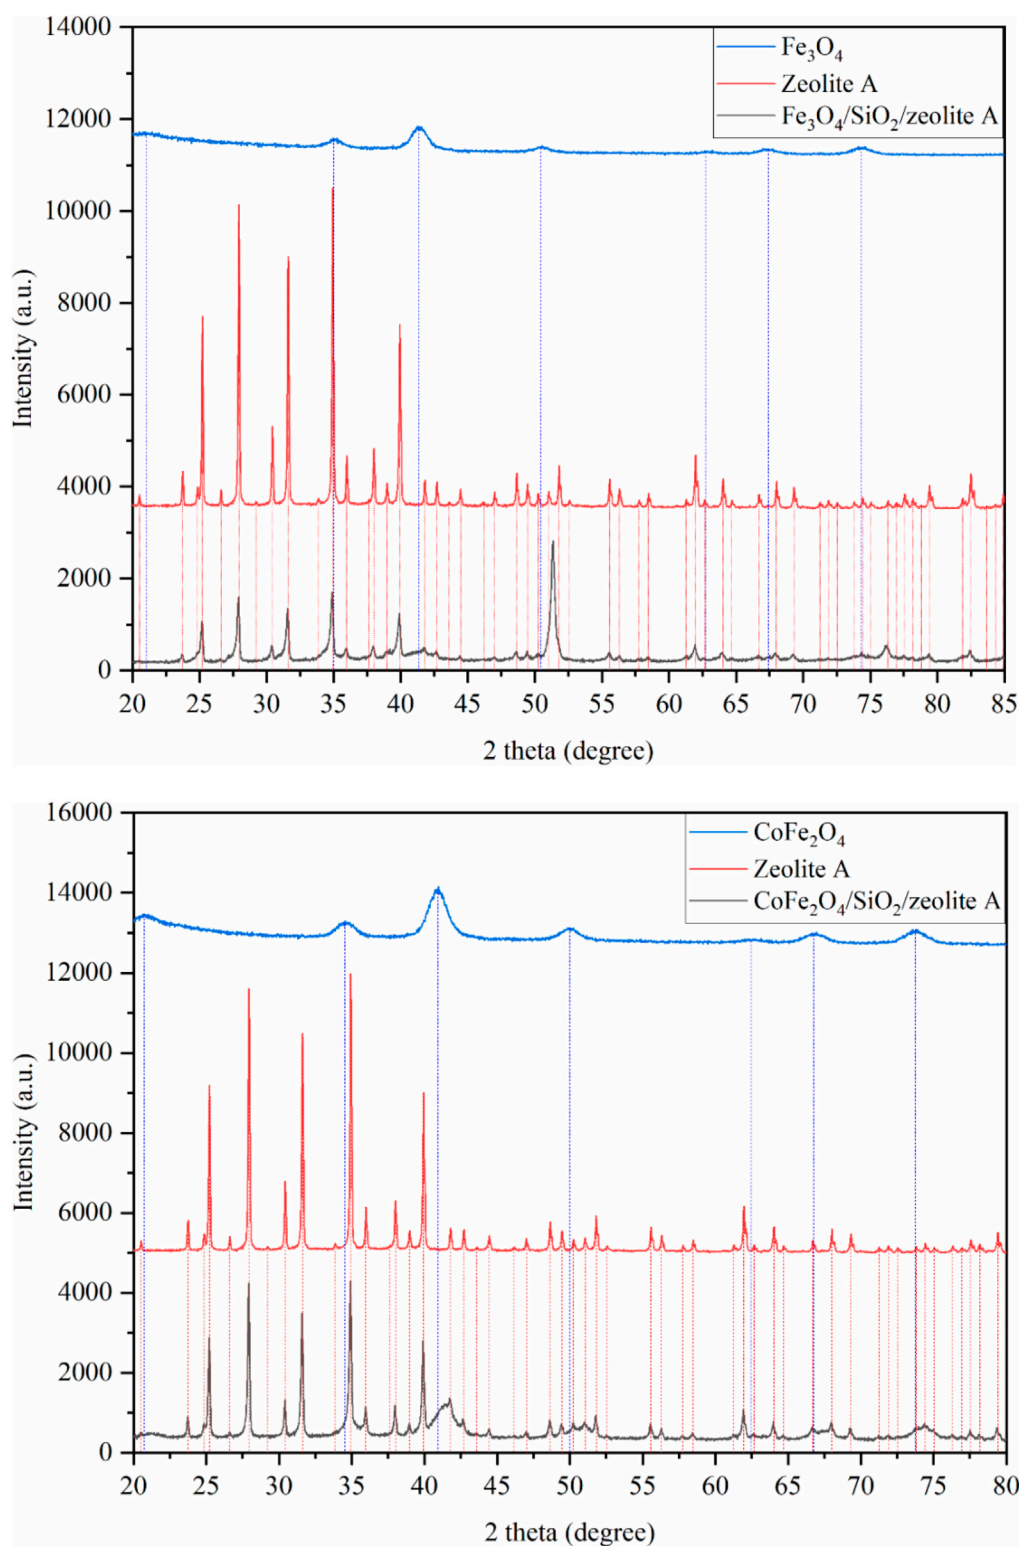 14000
12000
10000
8000
6000
4000
2000
0
Intensity (a.u.)
Fe₃O₄
Zeolite A
Fe₃O₄/SiO₂/zeolite A
20 25 30 35 40 45 50 55 60 65 70 75 80 85
2 theta (degree)
16000
14000
12000
10000
8000
6000
4000
2000
0
Intensity (a.u.)
CoFe₂O₄
Zeolite A
CoFe₂O₄/SiO₂/zeolite A
20 25 30 35 40 45 50 55 60 65 70 75 80
2 theta (degree)